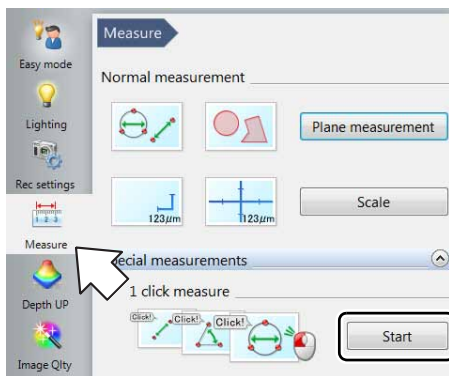 Measure
Easy mode
Normal measurement
Lighting
Plane measurement
Rec settings
123μm
123μm
Scale
Measure
pecial measurements
1 click measure
Depth UP
Click!
Click!
Click!
Start
Image Qlty